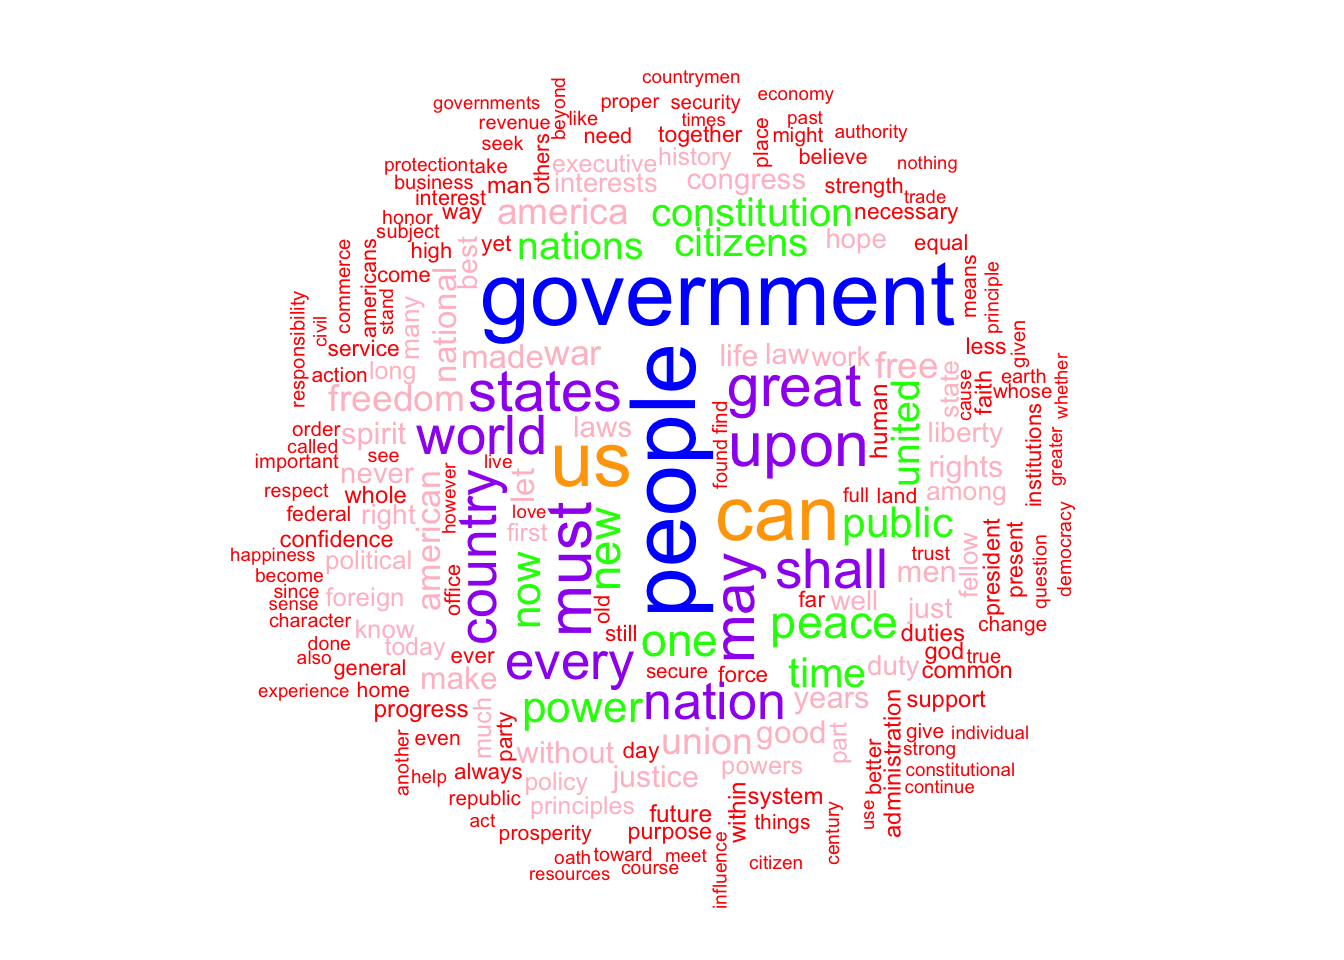 countrymen
economy
governments
beyond
proper
security
revenue
like
times
past
seek
need
together
place
might
authority
others
executive
history
believe
nothing
protection
take
business
man
interests
congress
strength
trade
interest
honor
way
america
constitution
necessary
subject
high
yet
nations
citizens
hope
equal
best
come
commerce
americans
stand
many
national
government
means
principle
responsibility
civil
service
made
war
people
life
law
work
free
less
given
long
action
freedom
states
great
state
cause
faith
earth
whose
whether
order
called
spirit
world
laws
us
found
find
upon
human
united
liberty
institutions
greater
important
see
never
live
let
rights
respect
whole
american
however
country
love
can
full
land
among
federal
right
first
must
new
public
confidence
happiness
political
now
may
shall
trust
men
fellow
president
present
question
democracy
become
since
foreign
office
old
far
well
just
sense
character
know
still
one
peace
duties
change
done
today
also
general
ever
every
secure
force
time
duty
god
true
common
experience
home
make
progress
power
nation
years
support
much
party
even
without
day
union
good
part
administration
give
individual
another
help
always
policy
justice
powers
better
strong
constitutional
continue
republic
principles
future
within
system
use
act
prosperity
purpose
things
century
oath
toward
meet
resources
course
influence
citizen